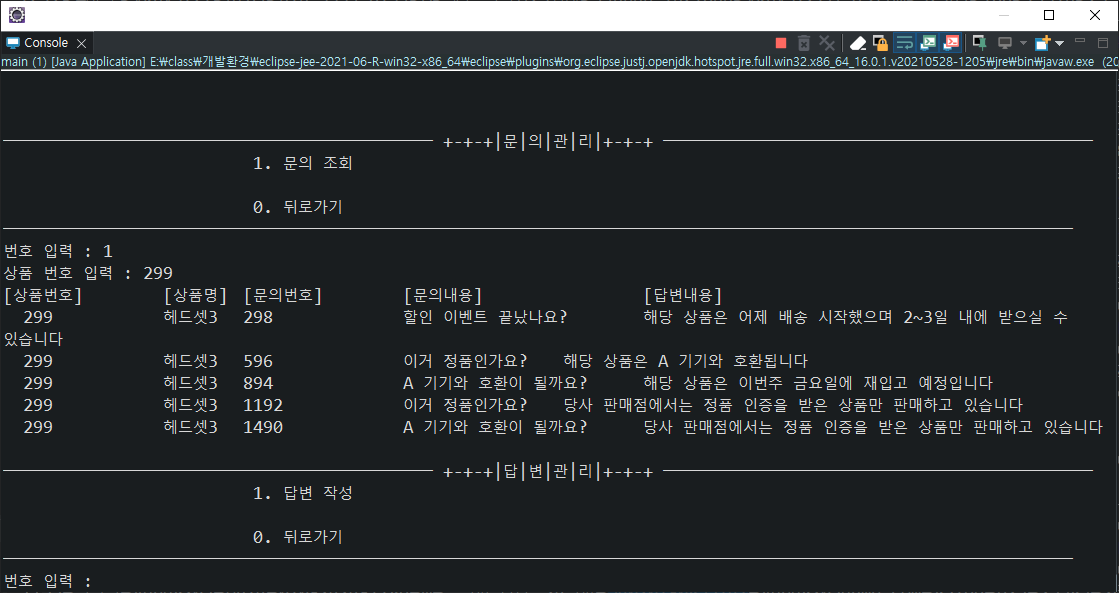 Console
main (1) [Java Application] E:₩class₩개발환경₩eclipse-jee-2021-06-R-win32-x86_64₩eclipse₩plugins₩org.eclipse.justj.openjdk.hotspot.jre.full.win32.x86_64_16.0.1.v20210528-1205₩jre₩bin₩javaw.exe (20
+-+-+|문|의|관|리|+-+-+
1. 문의 조회
0. 뒤로가기
번호 입력 : 1
상품 번호 입력 : 299
[상품번호] [상품명] [문의번호] [문의내용] [답변내용]
299 헤드셋3 298 할인 이벤트 끝났나요? 해당 상품은 어제 배송 시작했으며 2~3일 내에 받으실 수
있습니다
299 헤드셋3 596 이거 정품인가요? 해당 상품은 A 기기와 호환됩니다
299 헤드셋3 894 A 기기와 호환이 될까요? 해당 상품은 이번주 금요일에 재입고 예정입니다
299 헤드셋3 1192 이거 정품인가요? 당사 판매점에서는 정품 인증을 받은 상품만 판매하고 있습니다
299 헤드셋3 1490 A 기기와 호환이 될까요? 당사 판매점에서는 정품 인증을 받은 상품만 판매하고 있습니다
+-+-+|답|변|관|리|+-+-+
1. 답변 작성
0. 뒤로가기
번호 입력 :